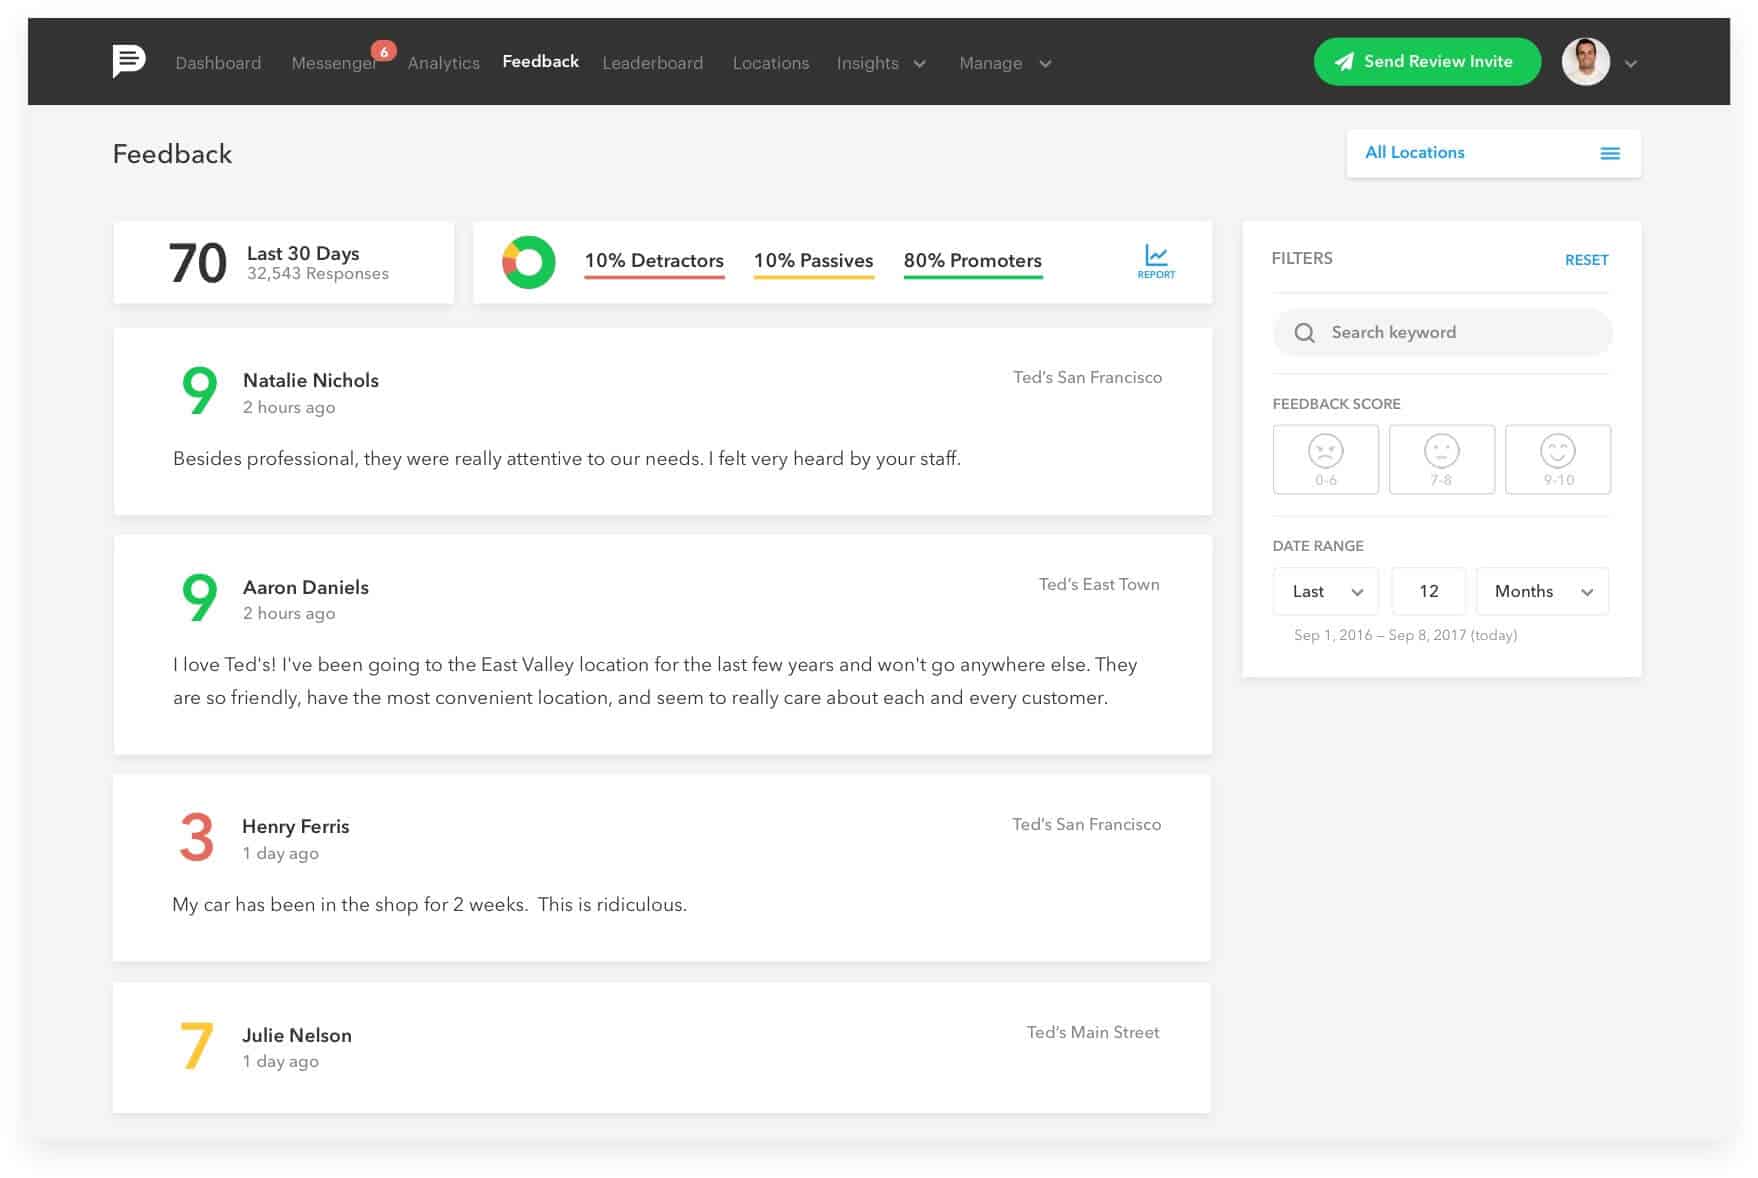 Dashboard Messenger 6 Analytics Feedback Leaderboard Locations Insights Manage Send Review Invite
Feedback
All Locations
70 Last 30 Days
32,543 Responses
10% Detractors 10% Passives 80% Promoters
REPORT
9 Natalie Nichols
2 hours ago
Ted's San Francisco
Besides professional, they were really attentive to our needs. I felt very heard by your staff.
9 Aaron Daniels
2 hours ago
Ted's East Town
I love Ted's! I've been going to the East Valley location for the last few years and won't go anywhere else. They
are so friendly, have the most convenient location, and seem to really care about each and every customer.
3 Henry Ferris
1 day ago
Ted's San Francisco
My car has been in the shop for 2 weeks.  This is ridiculous.
7 Julie Nelson
1 day ago
Ted's Main Street
FILTERS RESET
Search keyword
FEEDBACK SCORE
0-6 7-8 9-10
DATE RANGE
Last 12 Months
Sep 1, 2016 – Sep 8, 2017 (today)